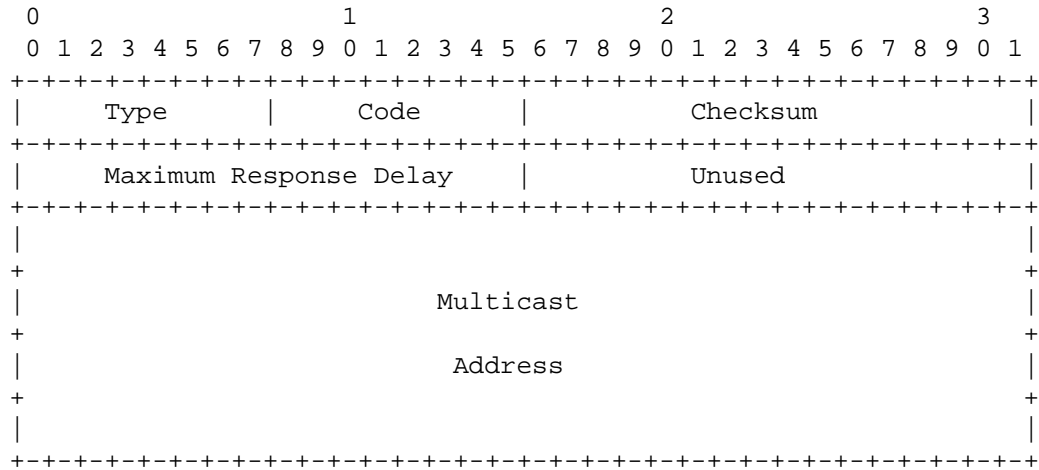 0                   1                   2                   3
0 1 2 3 4 5 6 7 8 9 0 1 2 3 4 5 6 7 8 9 0 1 2 3 4 5 6 7 8 9 0 1
+-+-+-+-+-+-+-+-+-+-+-+-+-+-+-+-+-+-+-+-+-+-+-+-+-+-+-+-+-+-+-+-+
|     Type      |     Code      |          Checksum             |
+-+-+-+-+-+-+-+-+-+-+-+-+-+-+-+-+-+-+-+-+-+-+-+-+-+-+-+-+-+-+-+-+
|     Maximum Response Delay    |          Unused               |
+-+-+-+-+-+-+-+-+-+-+-+-+-+-+-+-+-+-+-+-+-+-+-+-+-+-+-+-+-+-+-+-+
|                                                               |
+                                                               +
|                          Multicast                            |
+                                                               +
|                           Address                             |
+                                                               +
|                                                               |
+-+-+-+-+-+-+-+-+-+-+-+-+-+-+-+-+-+-+-+-+-+-+-+-+-+-+-+-+-+-+-+-+